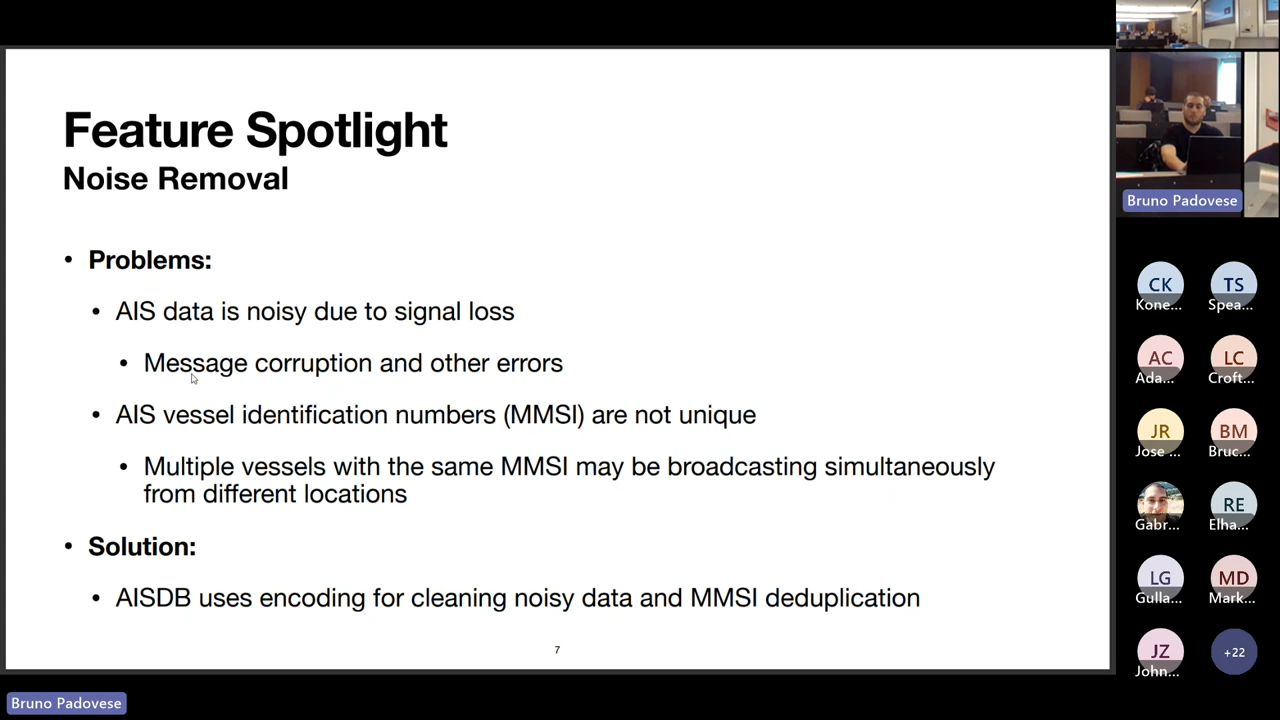 Feature Spotlight
Noise Removal
• Problems:
• AIS data is noisy due to signal loss
• Message corruption and other errors
• AIS vessel identification numbers (MMSI) are not unique
• Multiple vessels with the same MMSI may be broadcasting simultaneously
from different locations
• Solution:
• AISDB uses encoding for cleaning noisy data and MMSI deduplication
7
Bruno Padovese
Bruno Padovese
CK
TS
Kone...
Spea...
AC
LC
Ada...
Croft...
JR
BM
Jose ...
Bruc...
RE
Gabr...
Elha...
LG
MD
Gulla...
Mark...
JZ
+22
John...